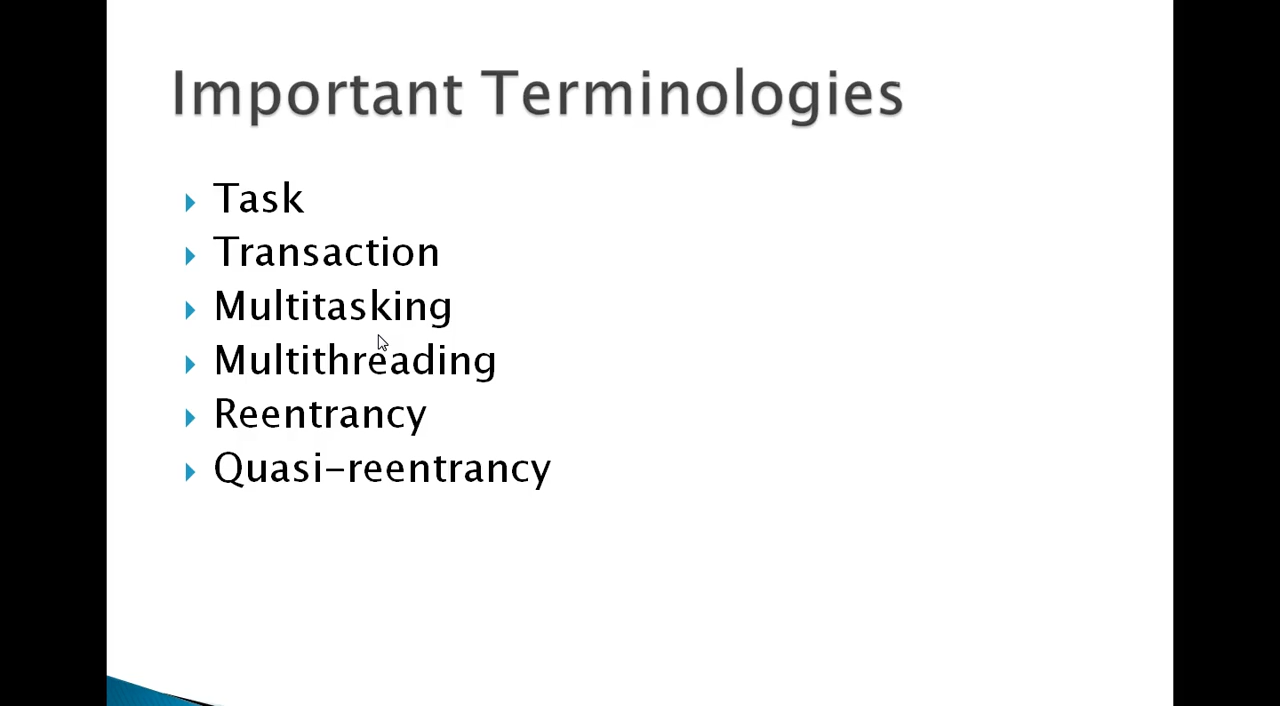 Important Terminologies
Task
Transaction
Multitasking
Multithreading
Reentrancy
Quasi-reentrancy